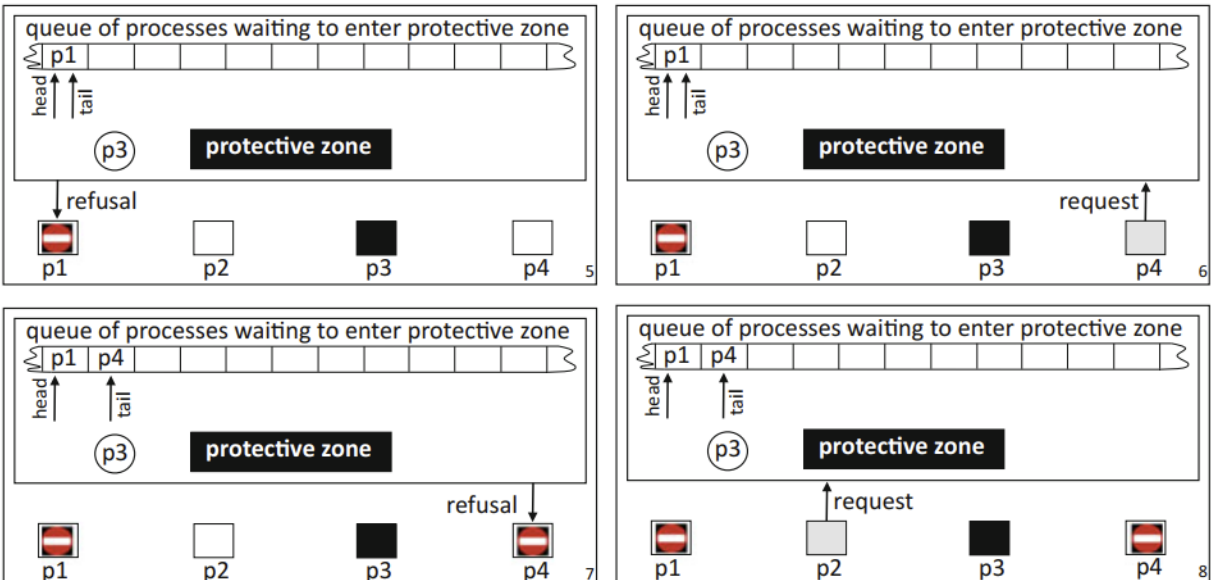 queue of processes waiting to enter protective zone
p1
head
tail
p3
protective zone
refusal
p1 p2 p3 p4 5
queue of processes waiting to enter protective zone
p1
head
tail
p3
protective zone
request
p1 p2 p3 p4 6
queue of processes waiting to enter protective zone
p1 p4
head
tail
p3
protective zone
refusal
p1 p2 p3 p4 7
queue of processes waiting to enter protective zone
p1 p4
head
tail
p3
protective zone
request
p1 p2 p3 p4 8